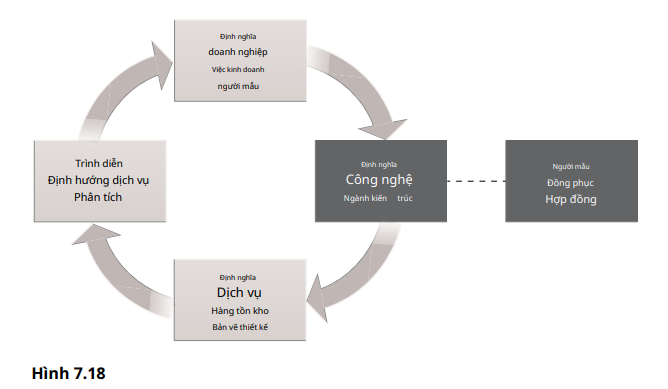 Định nghĩa
doanh nghiệp
Việc kinh doanh
người mẫu
Trình diễn
Định hướng dịch vụ
Phân tích
Định nghĩa
Công nghệ
Ngành kiến trúc
Người mẫu
Đồng phục
Hợp đồng
Định nghĩa
Dịch vụ
Hàng tồn kho
Bản vẽ thiết kế
Hình 7.18